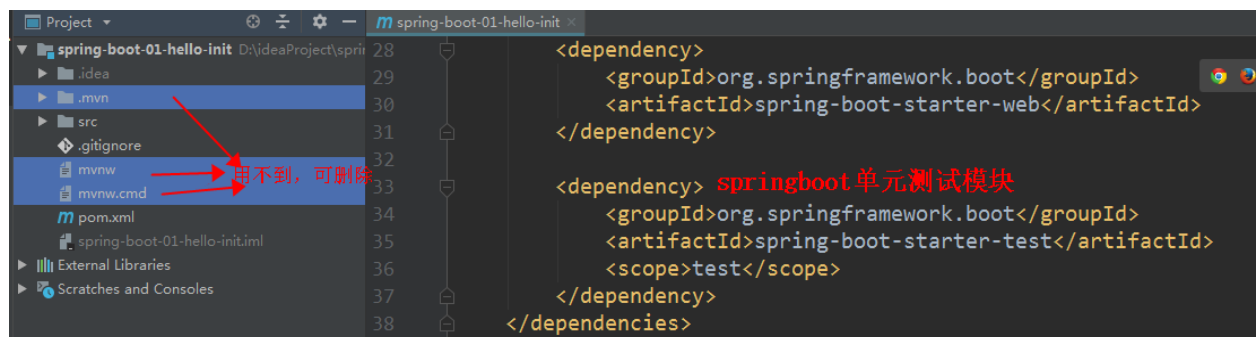 Project
spring-boot-01-hello-init
spring-boot-01-hello-init D:\ideaProject\sprin
.idea
.mvn
src
.gitignore
mvnw
用不到，可删除
mvnw.cmd
pom.xml
spring-boot-01-hello-init.iml
External Libraries
Scratches and Consoles
28 <dependency>
29 <groupId>org.springframework.boot</groupId>
30 <artifactId>spring-boot-starter-web</artifactId>
31 </dependency>
32
33 <dependency> springboot单元测试模块
34 <groupId>org.springframework.boot</groupId>
35 <artifactId>spring-boot-starter-test</artifactId>
36 <scope>test</scope>
37 </dependency>
38 </dependencies>